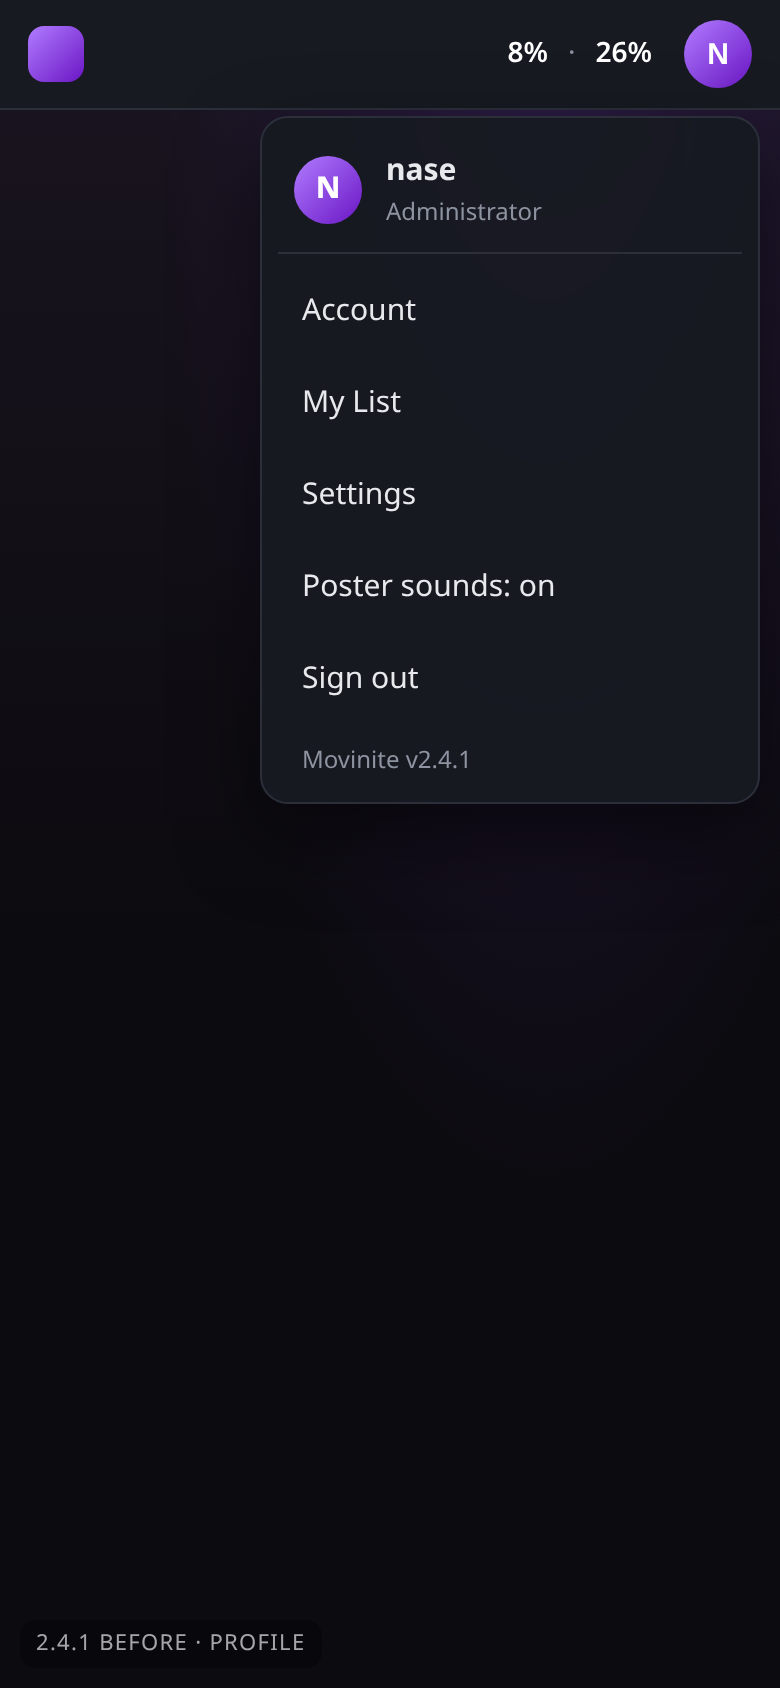 8% · 26% N
N nase
Administrator
Account
My List
Settings
Poster sounds: on
Sign out
Movinite v2.4.1
2.4.1 BEFORE · PROFILE